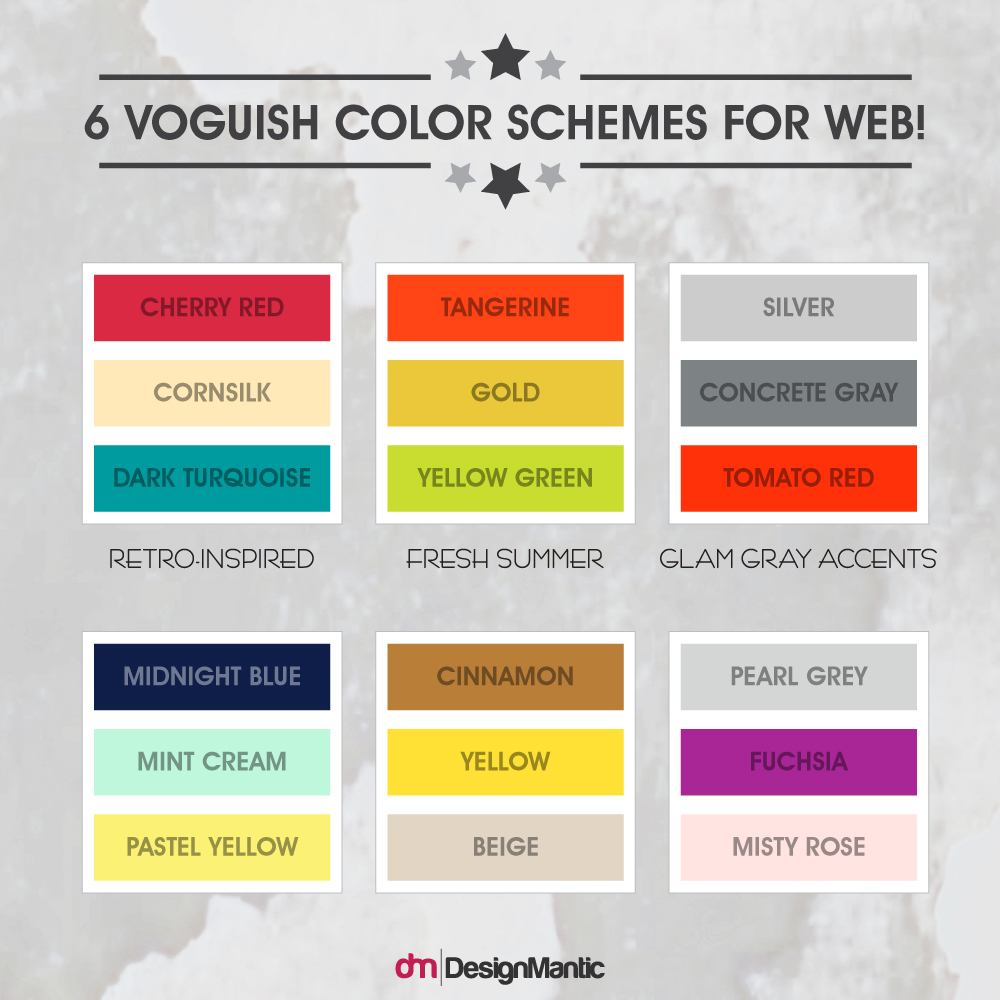 6 VOGUISH COLOR SCHEMES FOR WEB!
CHERRY RED
CORNSILK
DARK TURQUOISE
RETRO-INSPIRED
TANGERINE
GOLD
YELLOW GREEN
FRESH SUMMER
SILVER
CONCRETE GRAY
TOMATO RED
GLAM GRAY ACCENTS
MIDNIGHT BLUE
MINT CREAM
PASTEL YELLOW
CINNAMON
YELLOW
BEIGE
PEARL GREY
FUCHSIA
MISTY ROSE
dm DesignMantic